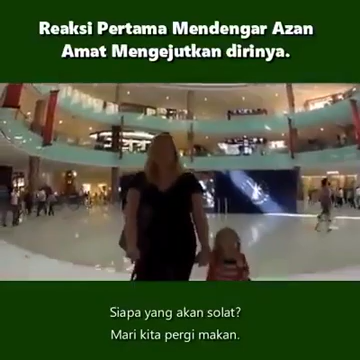 Reaksi Pertama Mendengar Azan
Amat Mengejutkan dirinya.
Siapa yang akan solat?
Mari kita pergi makan.